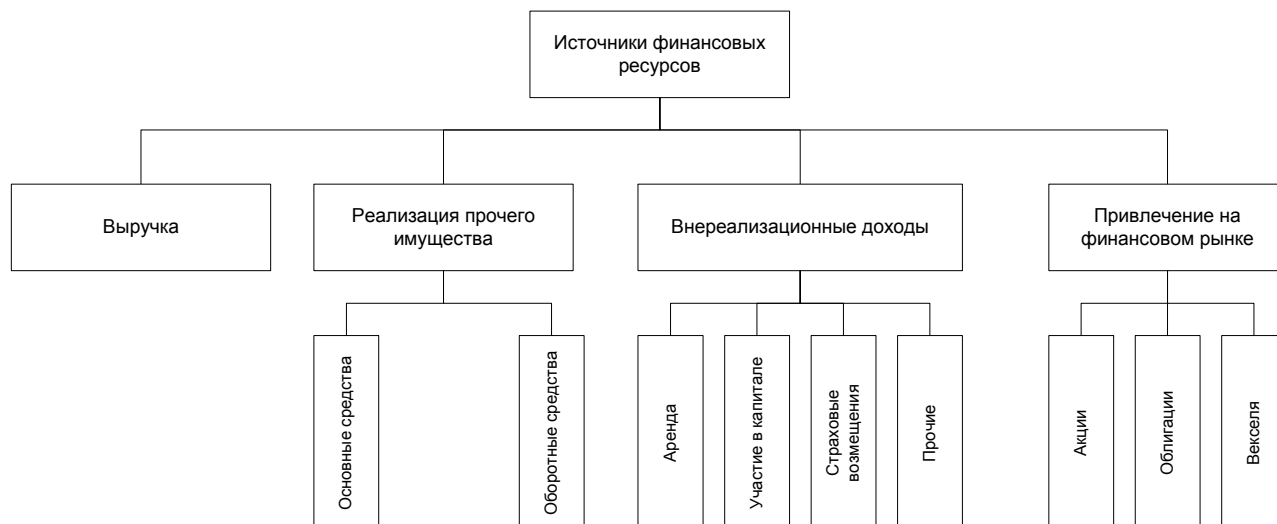 Источники финансовых
ресурсов
Выручка
Реализация прочего
имущества
Внереализационные доходы
Привлечение на
финансовом рынке
Основные средства
Оборотные средства
Аренда
Участие в капитале
Страховые
возмещения
Прочие
Акции
Облигации
Векселя